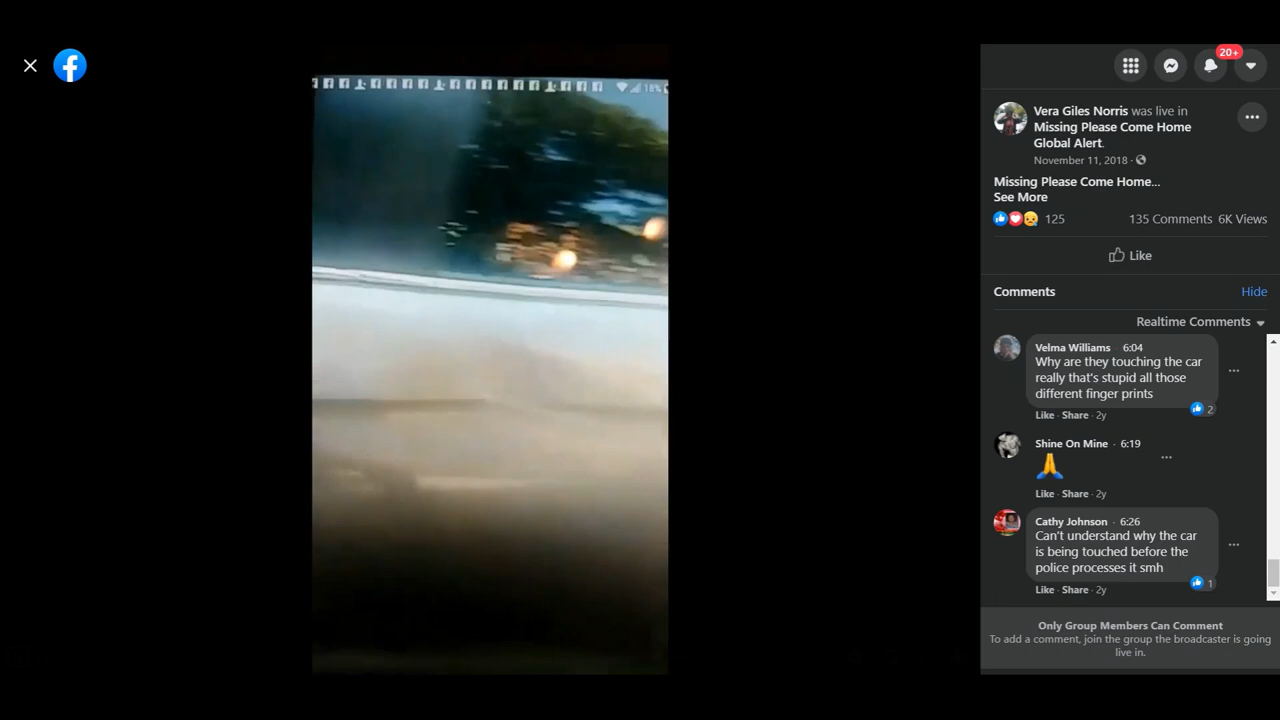 18%
20+
Vera Giles Norris was live in
Missing Please Come Home
Global Alert.
November 11, 2018 ·
Missing Please Come Home...
See More
125
135 Comments 6K Views
Like
Comments
Hide
Realtime Comments
Velma Williams · 6:04
Why are they touching the car
really that's stupid all those
different finger prints
2
Like · Share · 2y
Shine On Mine · 6:19
🙏
Like · Share · 2y
Cathy Johnson · 6:26
Can't understand why the car
is being touched before the
police processes it smh
1
Like · Share · 2y
Only Group Members Can Comment
To add a comment, join the group the broadcaster is going
live in.